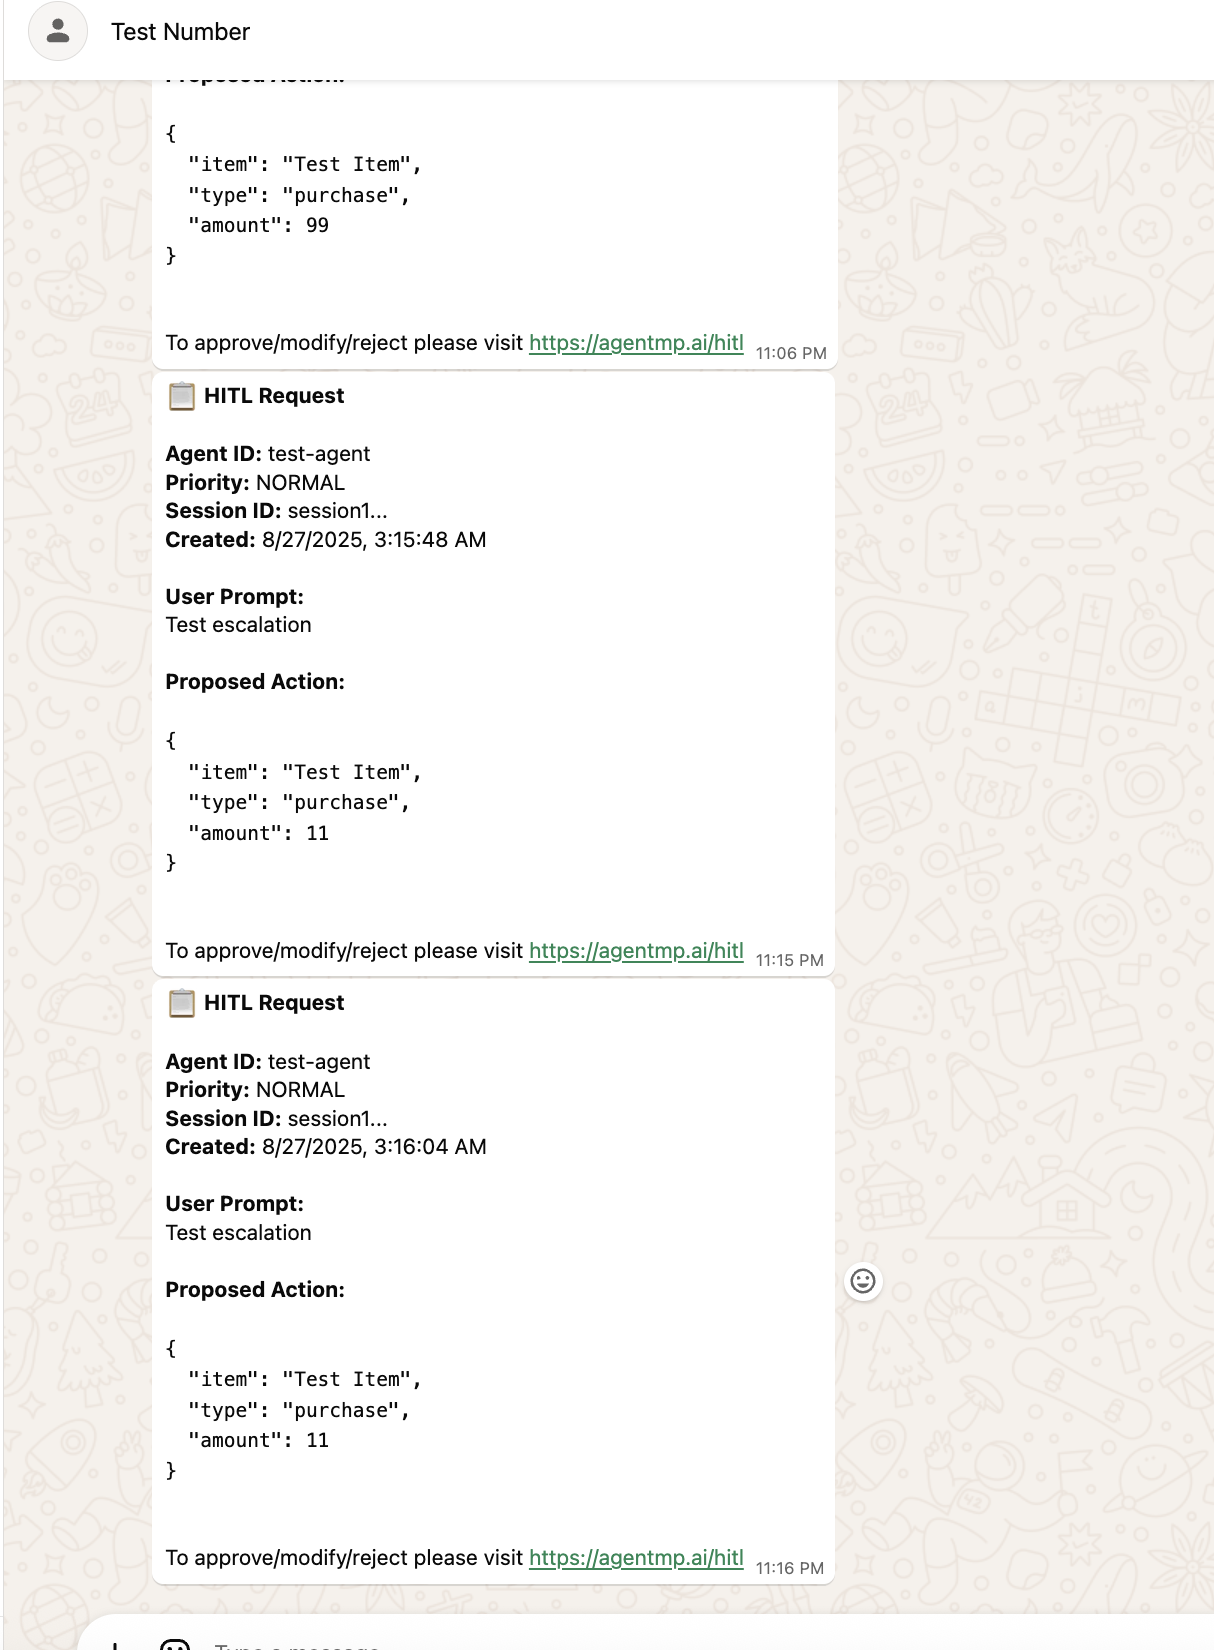 Test Number
Proposed Action:
{
"item": "Test Item",
"type": "purchase",
"amount": 99
}
To approve/modify/reject please visit https://agentmp.ai/hitl 11:06 PM
📋 HITL Request
Agent ID: test-agent
Priority: NORMAL
Session ID: session1...
Created: 8/27/2025, 3:15:48 AM
User Prompt:
Test escalation
Proposed Action:
{
"item": "Test Item",
"type": "purchase",
"amount": 11
}
To approve/modify/reject please visit https://agentmp.ai/hitl 11:15 PM
📋 HITL Request
Agent ID: test-agent
Priority: NORMAL
Session ID: session1...
Created: 8/27/2025, 3:16:04 AM
User Prompt:
Test escalation
Proposed Action:
{
"item": "Test Item",
"type": "purchase",
"amount": 11
}
To approve/modify/reject please visit https://agentmp.ai/hitl 11:16 PM
Type a message